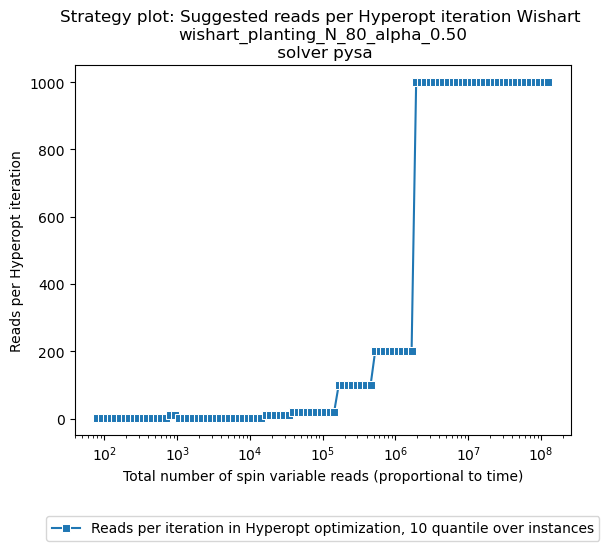 Strategy plot: Suggested reads per Hyperopt iteration Wishart
wishart_planting_N_80_alpha_0.50
solver pysa
Reads per Hyperopt iteration
1000
800
600
400
200
0
10² 10³ 10⁴ 10⁵ 10⁶ 10⁷ 10⁸
Total number of spin variable reads (proportional to time)
Reads per iteration in Hyperopt optimization, 10 quantile over instances